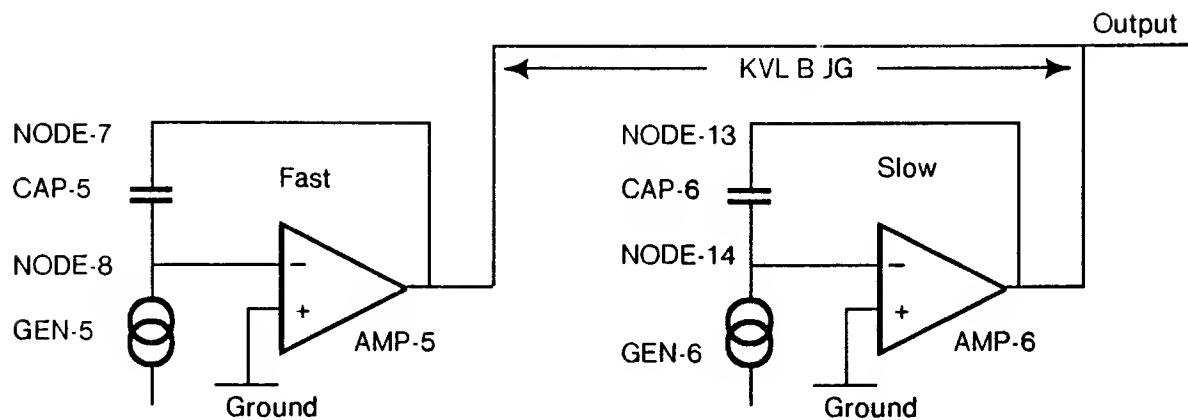 Output
KVL B JG
NODE-7
CAP-5
Fast
NODE-8
GEN-5
−
+
AMP-5
Ground
NODE-13
CAP-6
Slow
NODE-14
GEN-6
−
+
AMP-6
Ground